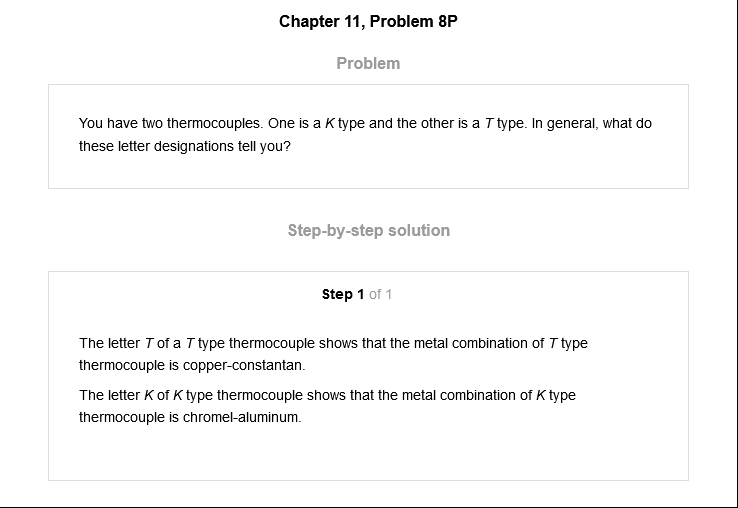 Chapter 11, Problem 8P
Problem
You have two thermocouples. One is a K type and the other is a T type. In general, what do
these letter designations tell you?
Step-by-step solution
Step 1 of 1
The letter T of a T type thermocouple shows that the metal combination of T type
thermocouple is copper-constantan.
The letter K of K type thermocouple shows that the metal combination of K type
thermocouple is chromel-aluminum.